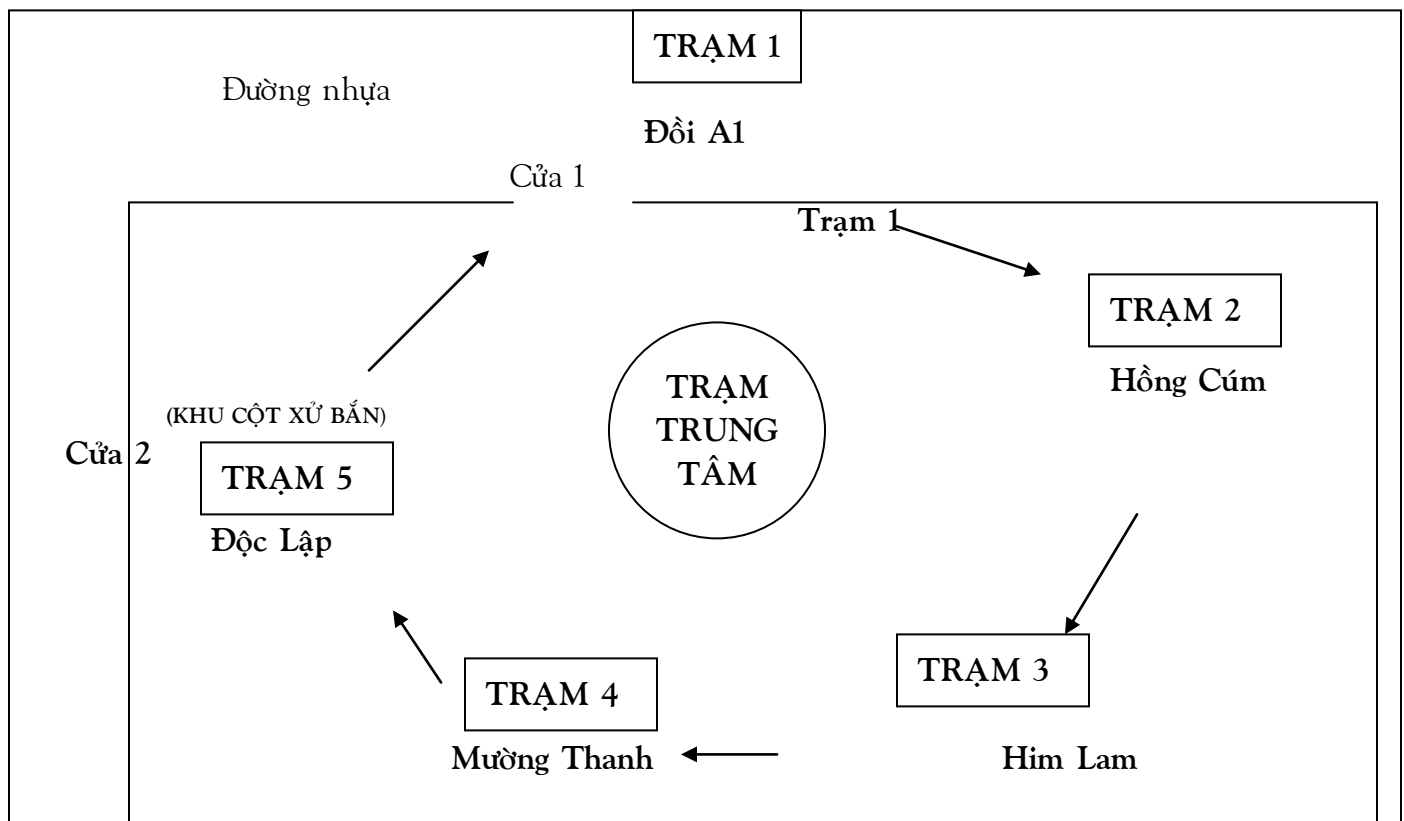 TRẠM 1
Đường nhựa
Đồi A1
Cửa 1
Trạm 1
TRẠM 2
Hồng Cúm
TRẠM
TRUNG
TÂM
(KHU CỘT XỬ BẮN)
Cửa 2
TRẠM 5
Độc Lập
TRẠM 3
TRẠM 4
Mường Thanh
Him Lam